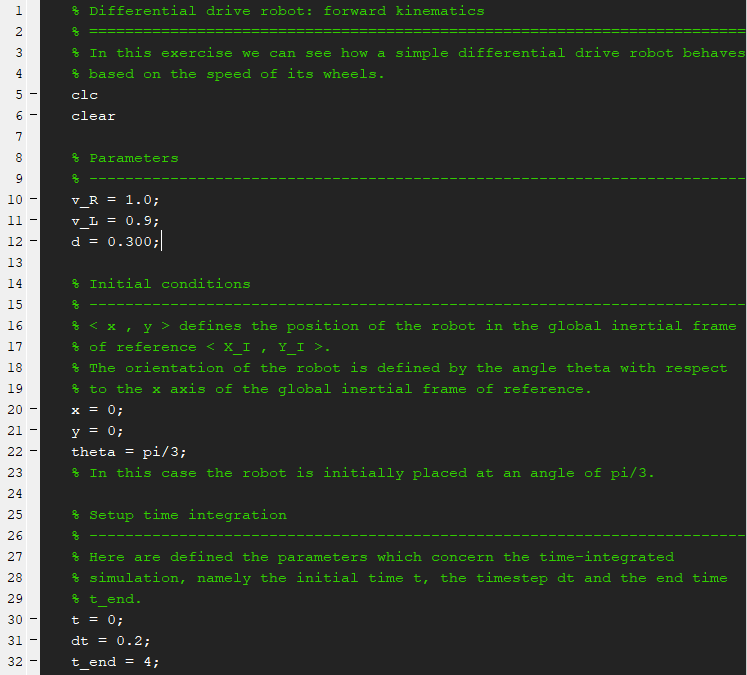 1 % Differential drive robot: forward kinematics
2 % =========================================================================
3 % In this exercise we can see how a simple differential drive robot behaves
4 % based on the speed of its wheels.
5 – clc
6 – clear
7
8 % Parameters
9 % -------------------------------------------------------------------------
10 – v_R = 1.0;
11 – v_L = 0.9;
12 – d = 0.300;
13
14 % Initial conditions
15 % -------------------------------------------------------------------------
16 % < x , y > defines the position of the robot in the global inertial frame
17 % of reference < X_I , Y_I >.
18 % The orientation of the robot is defined by the angle theta with respect
19 % to the x axis of the global inertial frame of reference.
20 – x = 0;
21 – y = 0;
22 – theta = pi/3;
23 % In this case the robot is initially placed at an angle of pi/3.
24
25 % Setup time integration
26 % -------------------------------------------------------------------------
27 % Here are defined the parameters which concern the time-integrated
28 % simulation, namely the initial time t, the timestep dt and the end time
29 % t_end.
30 – t = 0;
31 – dt = 0.2;
32 – t_end = 4;